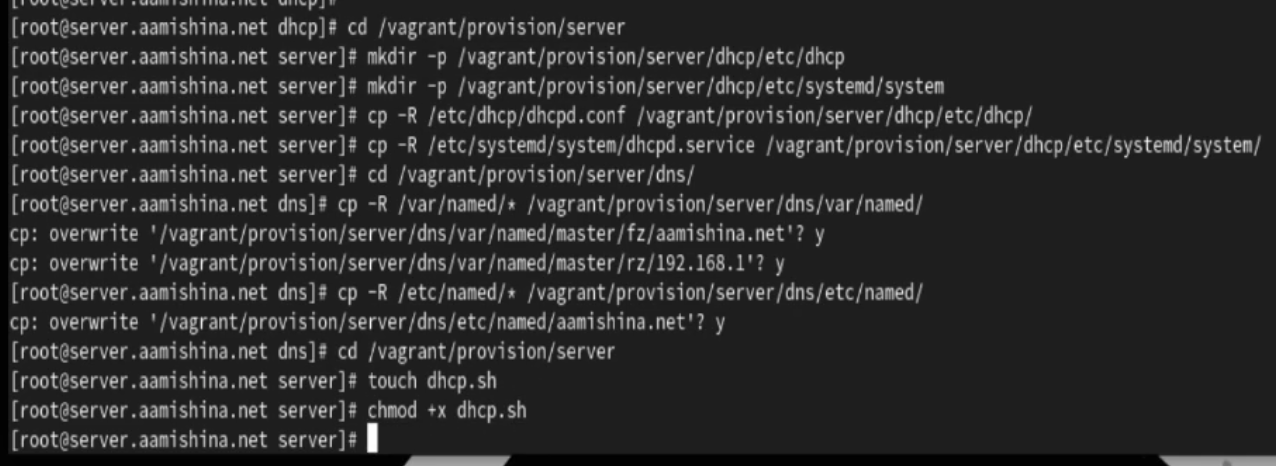 [root@server.aamishina.net dhcp]#
[root@server.aamishina.net dhcp]# cd /vagrant/provision/server
[root@server.aamishina.net server]# mkdir -p /vagrant/provision/server/dhcp/etc/dhcp
[root@server.aamishina.net server]# mkdir -p /vagrant/provision/server/dhcp/etc/systemd/system
[root@server.aamishina.net server]# cp -R /etc/dhcp/dhcpd.conf /vagrant/provision/server/dhcp/etc/dhcp/
[root@server.aamishina.net server]# cp -R /etc/systemd/system/dhcpd.service /vagrant/provision/server/dhcp/etc/systemd/system/
[root@server.aamishina.net server]# cd /vagrant/provision/server/dns/
[root@server.aamishina.net dns]# cp -R /var/named/* /vagrant/provision/server/dns/var/named/
cp: overwrite '/vagrant/provision/server/dns/var/named/master/fz/aamishina.net'? y
cp: overwrite '/vagrant/provision/server/dns/var/named/master/rz/192.168.1'? y
[root@server.aamishina.net dns]# cp -R /etc/named/* /vagrant/provision/server/dns/etc/named/
cp: overwrite '/vagrant/provision/server/dns/etc/named/aamishina.net'? y
[root@server.aamishina.net dns]# cd /vagrant/provision/server
[root@server.aamishina.net server]# touch dhcp.sh
[root@server.aamishina.net server]# chmod +x dhcp.sh
[root@server.aamishina.net server]#